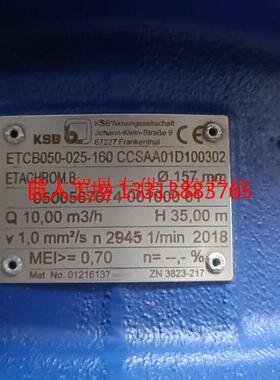 KSB
KSB Aktiengesellschaft
Johann-Klein-Straße 9
67227 Frankenthal
ETCB050-025-160 CCSAA01D100302
ETACHROM B
Ø 157 mm
Q 10,00 m3/h H 35,00 m
ν 1,0 mm²/s n 2945 1/min 2018
MEI>= 0,70 n= --,- %
Mat. No. 01216137 ZN 3823-217
13313883765